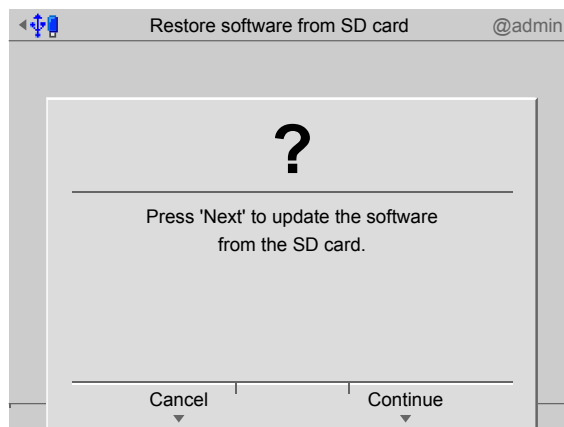 Restore software from SD card @admin
?
Press 'Next' to update the software
from the SD card.
Cancel Continue